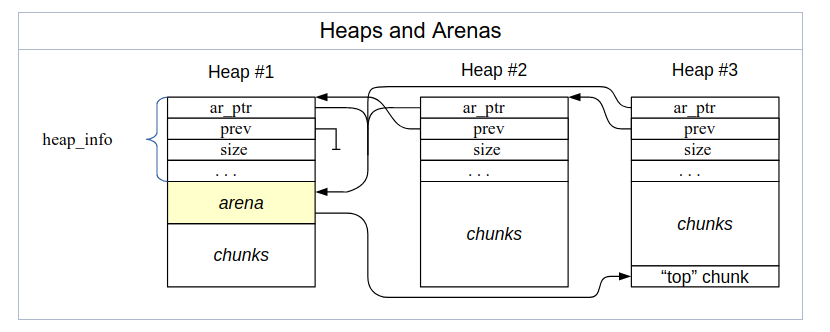 Heaps and Arenas
Heap #1
Heap #2
Heap #3
heap_info
ar_ptr
prev
size
. . .
arena
chunks
ar_ptr
prev
size
. . .
chunks
ar_ptr
prev
size
. . .
chunks
“top” chunk